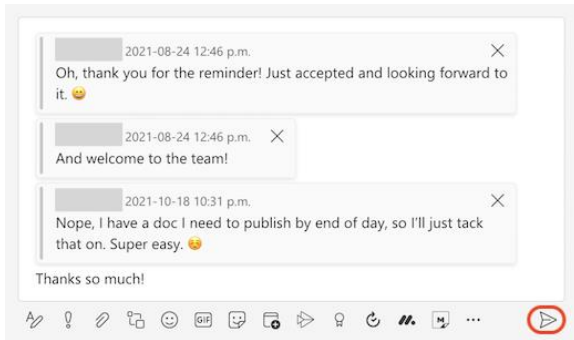 2021-08-24 12:46 p.m.
Oh, thank you for the reminder! Just accepted and looking forward to
it. 😀
2021-08-24 12:46 p.m.
And welcome to the team!
2021-10-18 10:31 p.m.
Nope, I have a doc I need to publish by end of day, so I'll just tack
that on. Super easy. ☺️
Thanks so much!
GIF